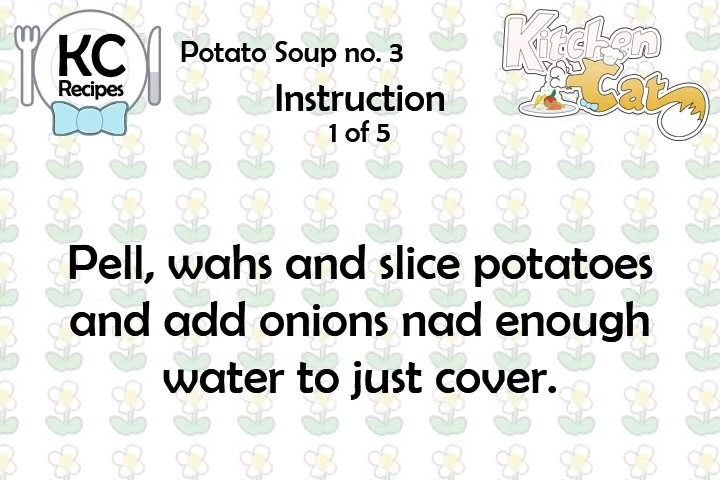 KC
Recipes
Potato Soup no. 3
Kitchen
Cat
Instruction
1 of 5
Pell, wahs and slice potatoes
and add onions nad enough
water to just cover.